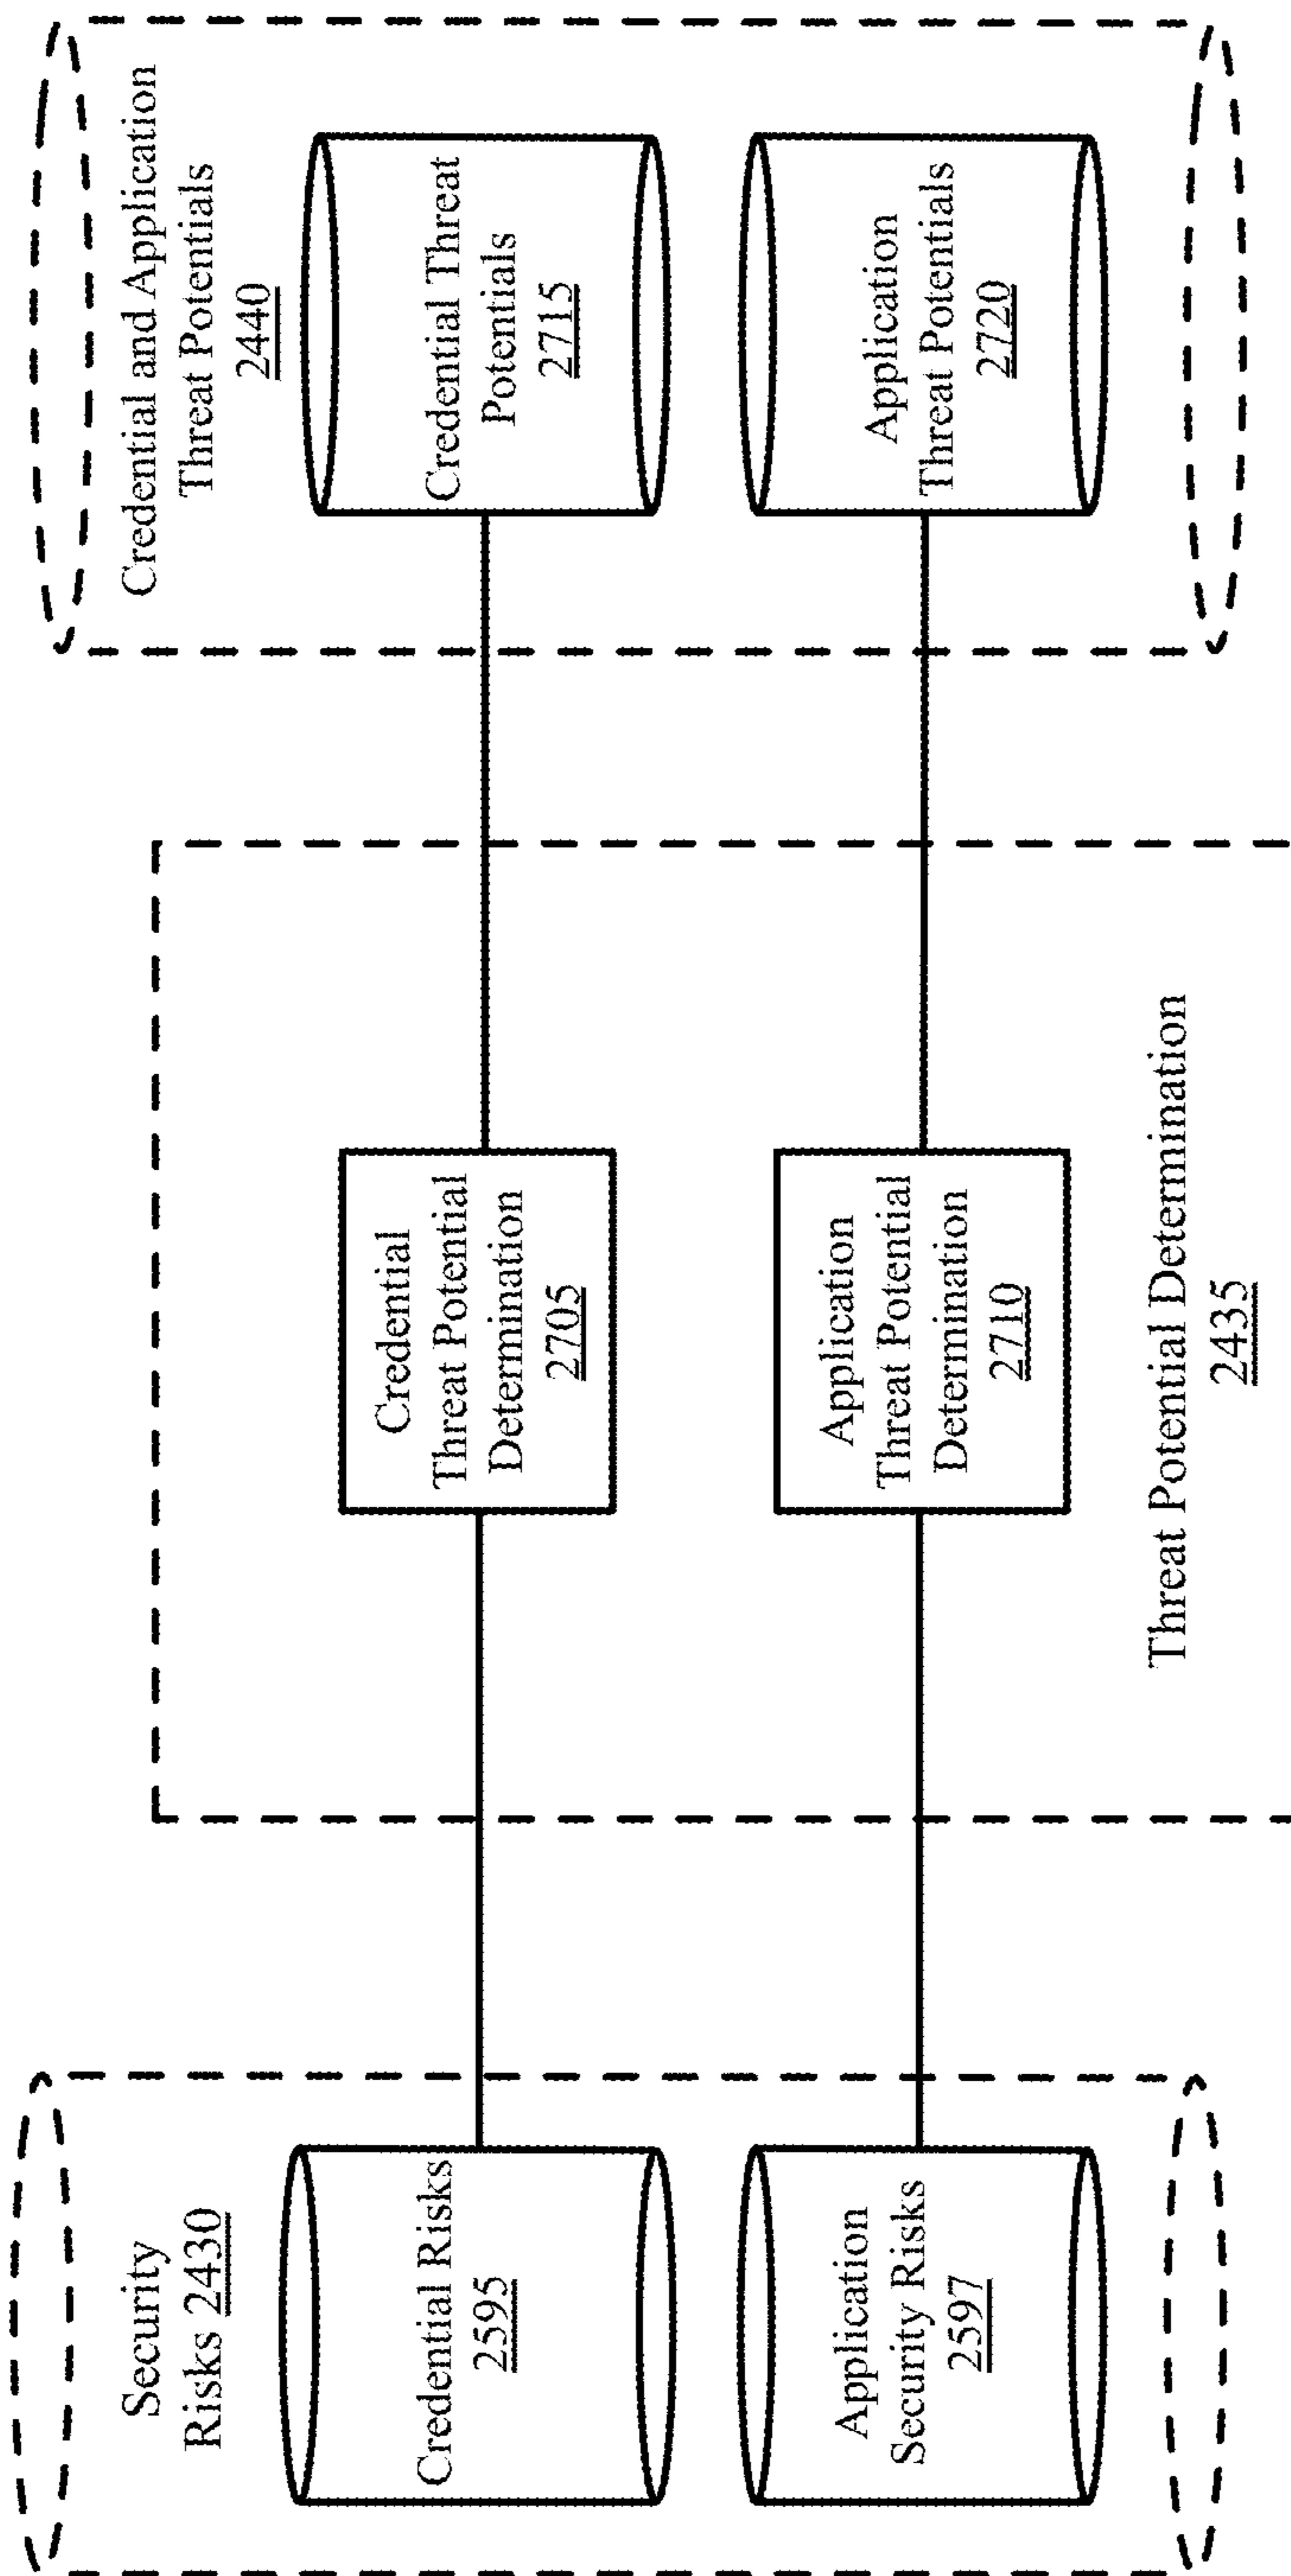 Security
Risks 2430
Credential Risks
2595
Application
Security Risks
2597
Credential
Threat Potential
Determination
2705
Application
Threat Potential
Determination
2710
Threat Potential Determination
2435
Credential and Application
Threat Potentials
2440
Credential Threat
Potentials
2715
Application
Threat Potentials
2720